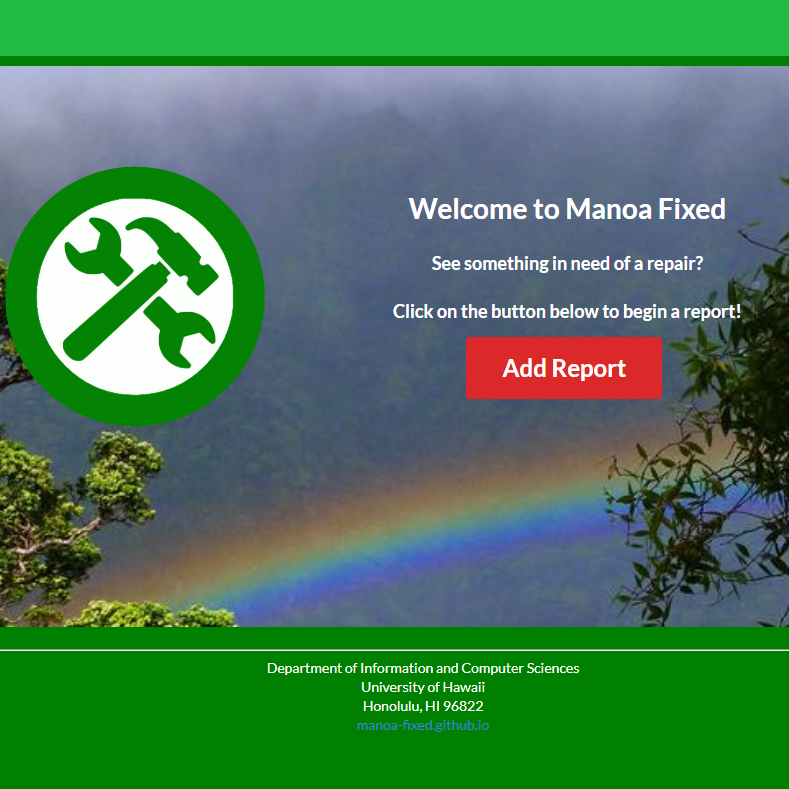 Welcome to Manoa Fixed
See something in need of a repair?
Click on the button below to begin a report!
Add Report
Department of Information and Computer Sciences
University of Hawaii
Honolulu, HI 96822
manoa-fixed.github.io